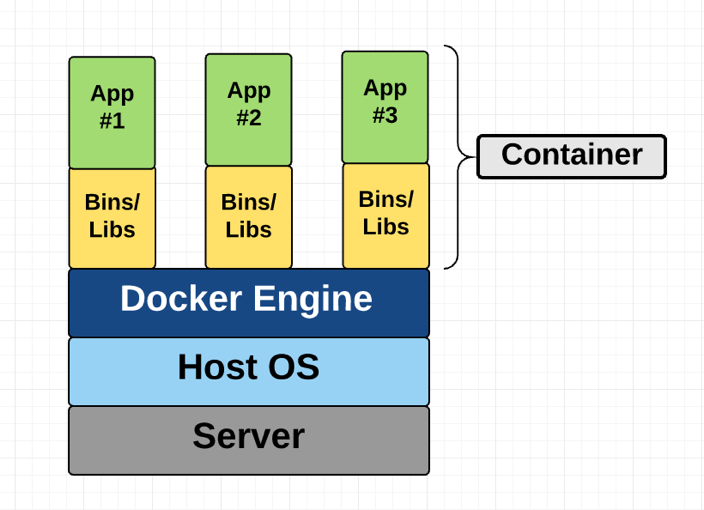 App
#1
App
#2
App
#3
Container
Bins/
Libs
Bins/
Libs
Bins/
Libs
Docker Engine
Host OS
Server